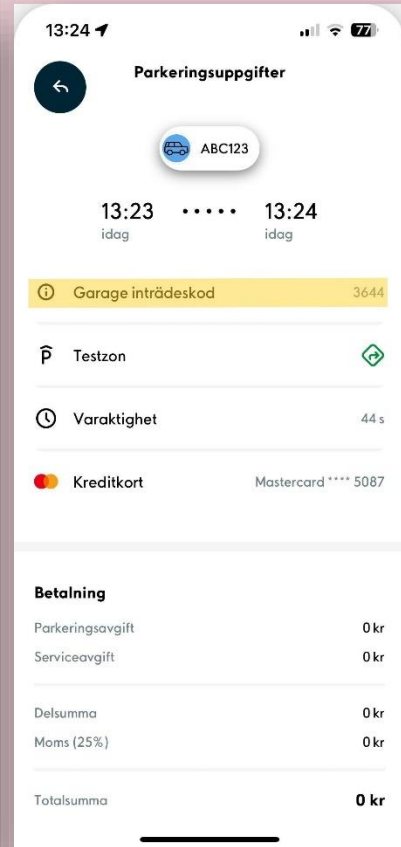 13:24 77
Parkeringsuppgifter
ABC123
13:23 ••••• 13:24
idag idag
Garage inträdeskod 3644
Testzon
Varaktighet 44 s
Kreditkort Mastercard **** 5087
Betalning
Parkeringsavgift 0 kr
Serviceavgift 0 kr
Delsumma 0 kr
Moms (25%) 0 kr
Totalsumma 0 kr